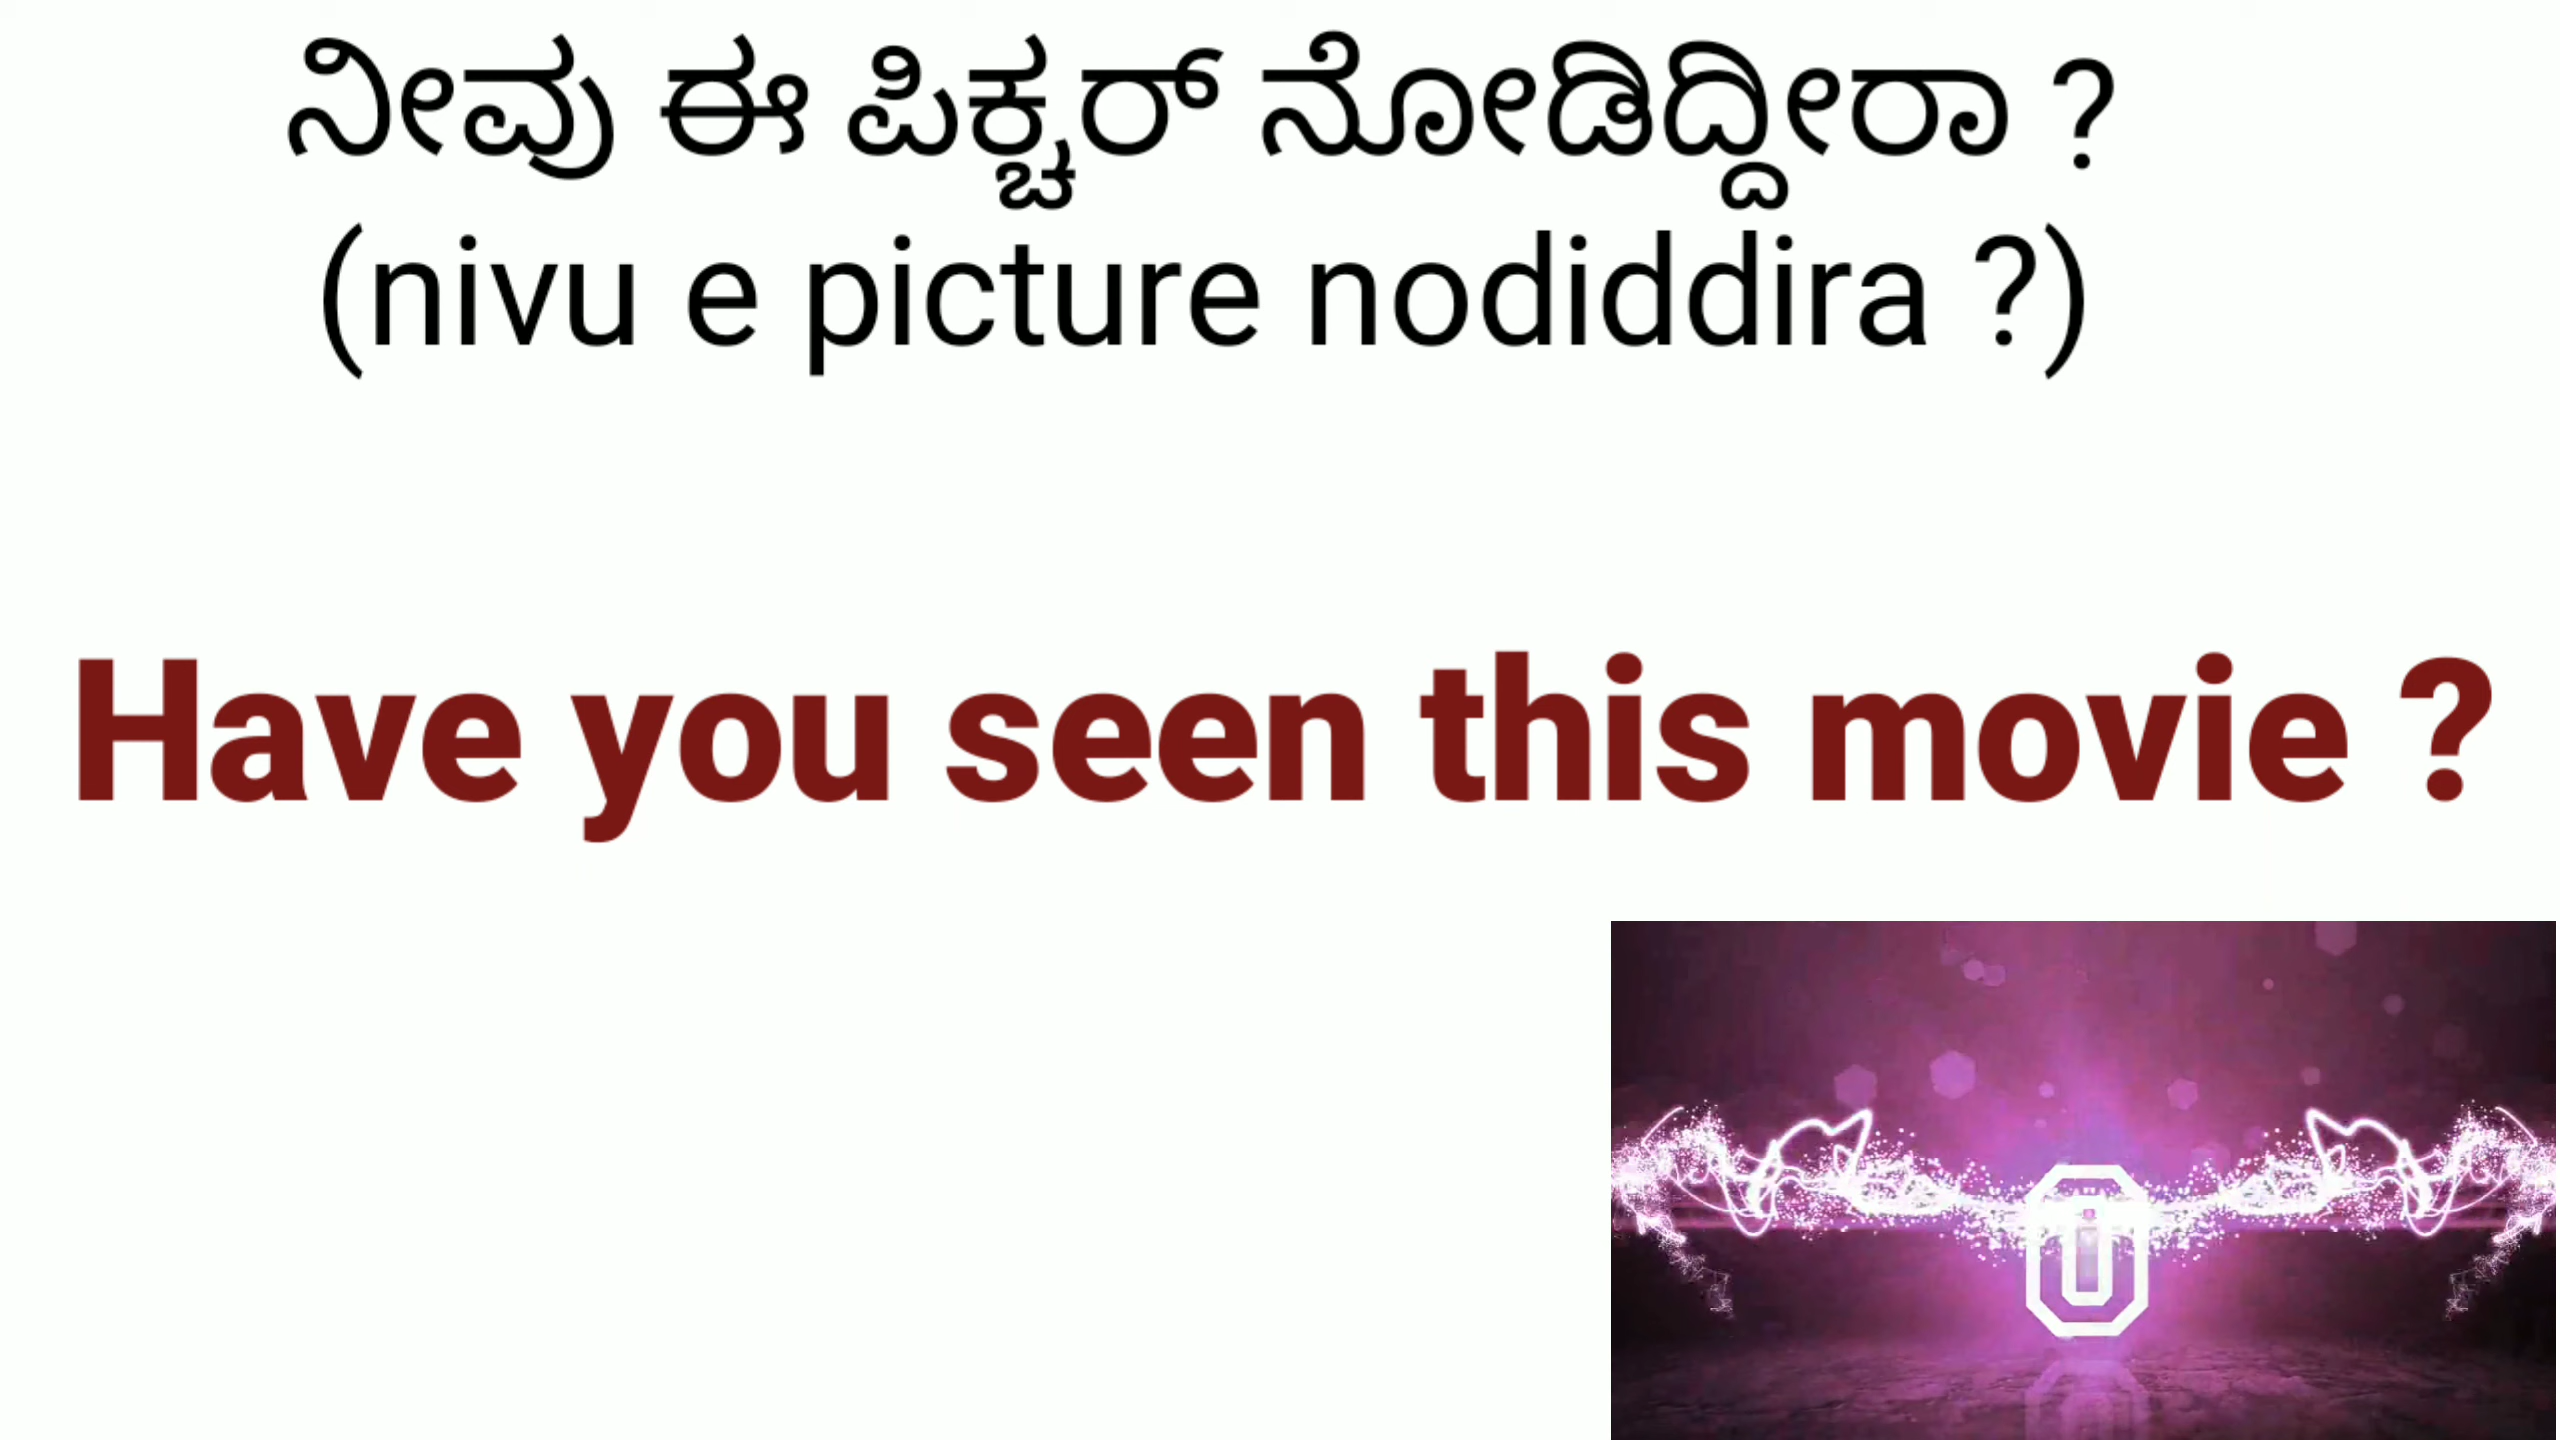 ನೀವು ಈ ಪಿಕ್ಚರ್ ನೋಡಿದ್ದೀರಾ ?
(nivu e picture nodiddira ?)
Have you seen this movie ?